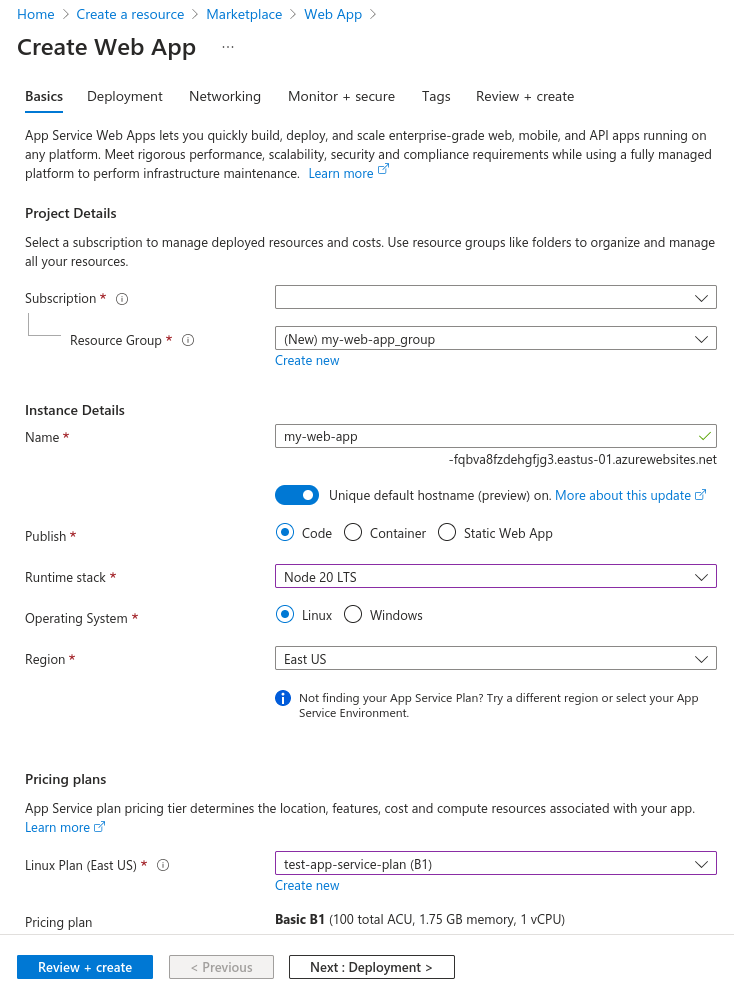 Home > Create a resource > Marketplace > Web App >
Create Web App ...
Basics Deployment Networking Monitor + secure Tags Review + create
App Service Web Apps lets you quickly build, deploy, and scale enterprise-grade web, mobile, and API apps running on
any platform. Meet rigorous performance, scalability, security and compliance requirements while using a fully managed
platform to perform infrastructure maintenance. Learn more
Project Details
Select a subscription to manage deployed resources and costs. Use resource groups like folders to organize and manage
all your resources.
Subscription *
Resource Group * (New) my-web-app_group
Create new
Instance Details
Name * my-web-app
-fqbva8fzdehgfjg3.eastus-01.azurewebsites.net
Unique default hostname (preview) on. More about this update
Publish * Code Container Static Web App
Runtime stack * Node 20 LTS
Operating System * Linux Windows
Region * East US
Not finding your App Service Plan? Try a different region or select your App
Service Environment.
Pricing plans
App Service plan pricing tier determines the location, features, cost and compute resources associated with your app.
Learn more
Linux Plan (East US) * test-app-service-plan (B1)
Create new
Pricing plan Basic B1 (100 total ACU, 1.75 GB memory, 1 vCPU)
Review + create < Previous Next : Deployment >